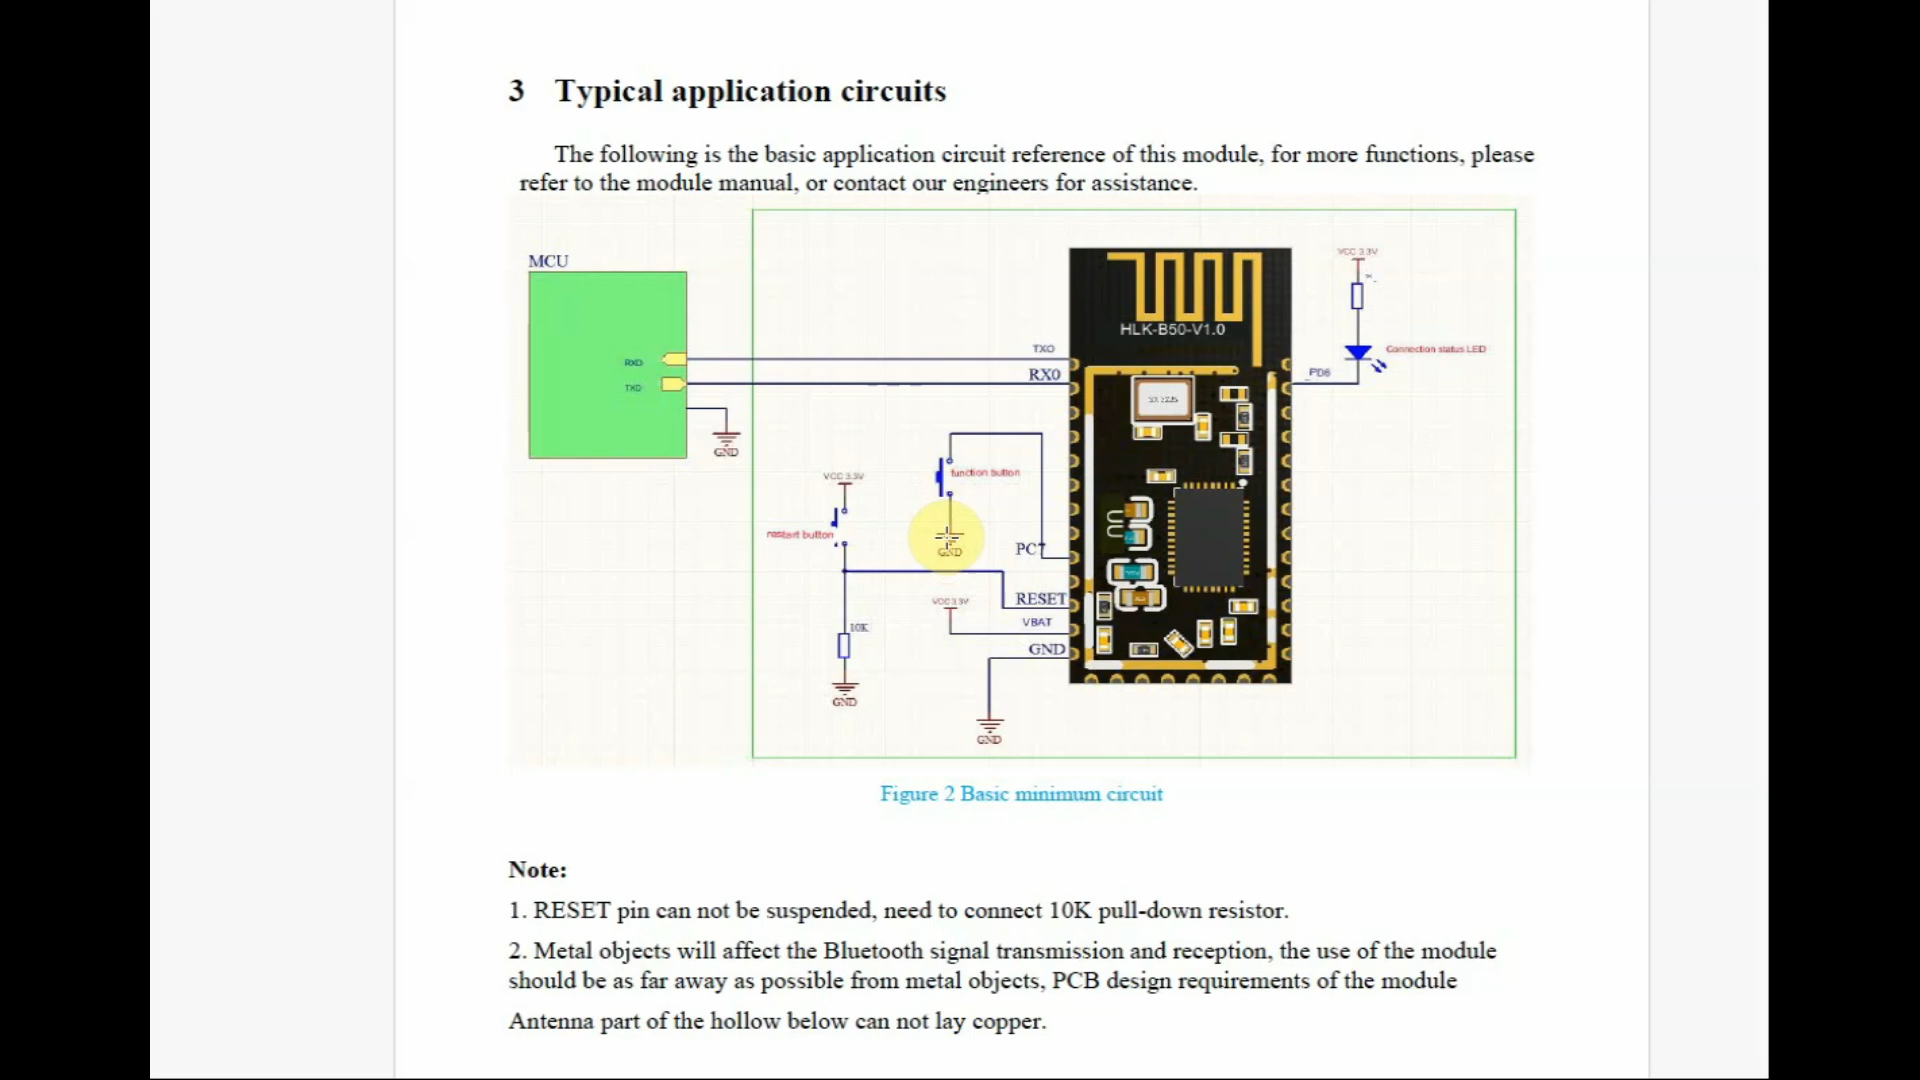 3 Typical application circuits
The following is the basic application circuit reference of this module, for more functions, please
refer to the module manual, or contact our engineers for assistance.
MCU
RXD
TXD
GND
VCC 3.3V
restart button
10K
GND
function button
GND
VCC 3.3V
GND
TX0
RX0
PC7
RESET
VBAT
GND
HLK-B50-V1.0
VCC 3.3V
Connection status LED
PD6
Figure 2 Basic minimum circuit
Note:
1. RESET pin can not be suspended, need to connect 10K pull-down resistor.
2. Metal objects will affect the Bluetooth signal transmission and reception, the use of the module
should be as far away as possible from metal objects, PCB design requirements of the module
Antenna part of the hollow below can not lay copper.